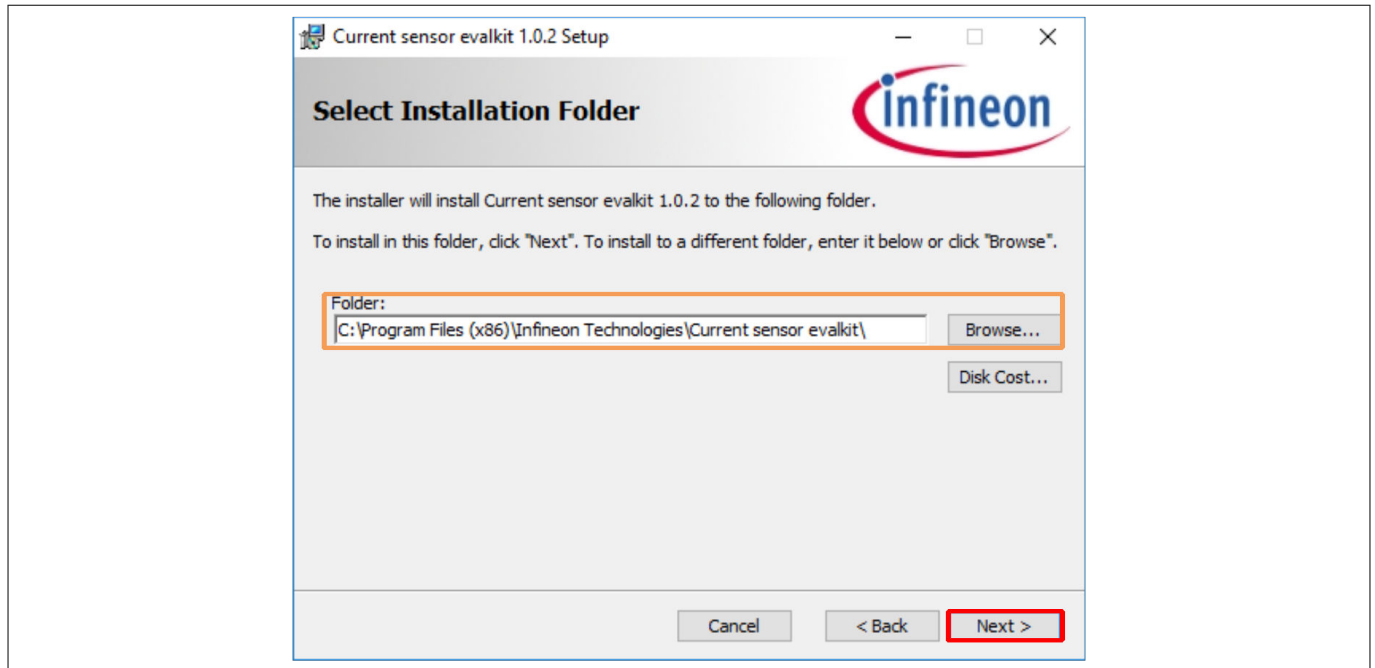 Current sensor evalkit 1.0.2 Setup
Select Installation Folder
infineon
The installer will install Current sensor evalkit 1.0.2 to the following folder.
To install in this folder, click "Next". To install to a different folder, enter it below or click "Browse".
Folder:
C:\Program Files (x86)\Infineon Technologies\Current sensor evalkit\
Browse...
Disk Cost...
Cancel
< Back
Next >